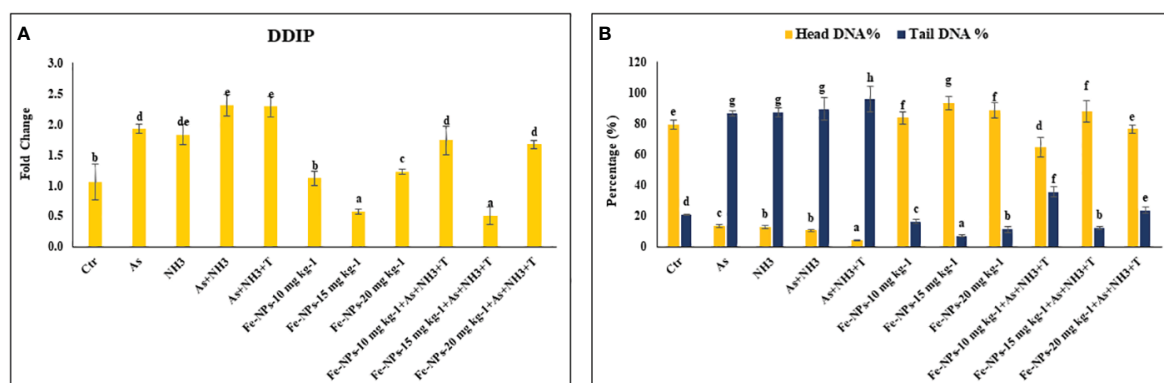 A
DDIP
Fold Change
3.0
2.5
2.0
1.5
1.0
0.5
0.0
b
d
de
e
e
b
a
c
d
a
d
Ctr
As
NH3
As+NH3
As+NH3+T
Fe-NPs-10 mg kg-1
Fe-NPs-15 mg kg-1
Fe-NPs-20 mg kg-1
Fe-NPs-10 mg kg-1+As+NH3+T
Fe-NPs-15 mg kg-1+As+NH3+T
Fe-NPs-20 mg kg-1+As+NH3+T
B
Head DNA% Tail DNA %
Percentage (%)
120
100
80
60
40
20
0
e
d
c
g
b
g
b
g
a
h
f
c
g
a
f
b
d
f
f
b
e
e
Ctr
As
NH3
As+NH3
As+NH3+T
Fe-NPs-10 mg kg-1
Fe-NPs-15 mg kg-1
Fe-NPs-20 mg kg-1
Fe-NPs-10 mg kg-1+As+NH3+T
Fe-NPs-15 mg kg-1+As+NH3+T
Fe-NPs-20 mg kg-1+As+NH3+T